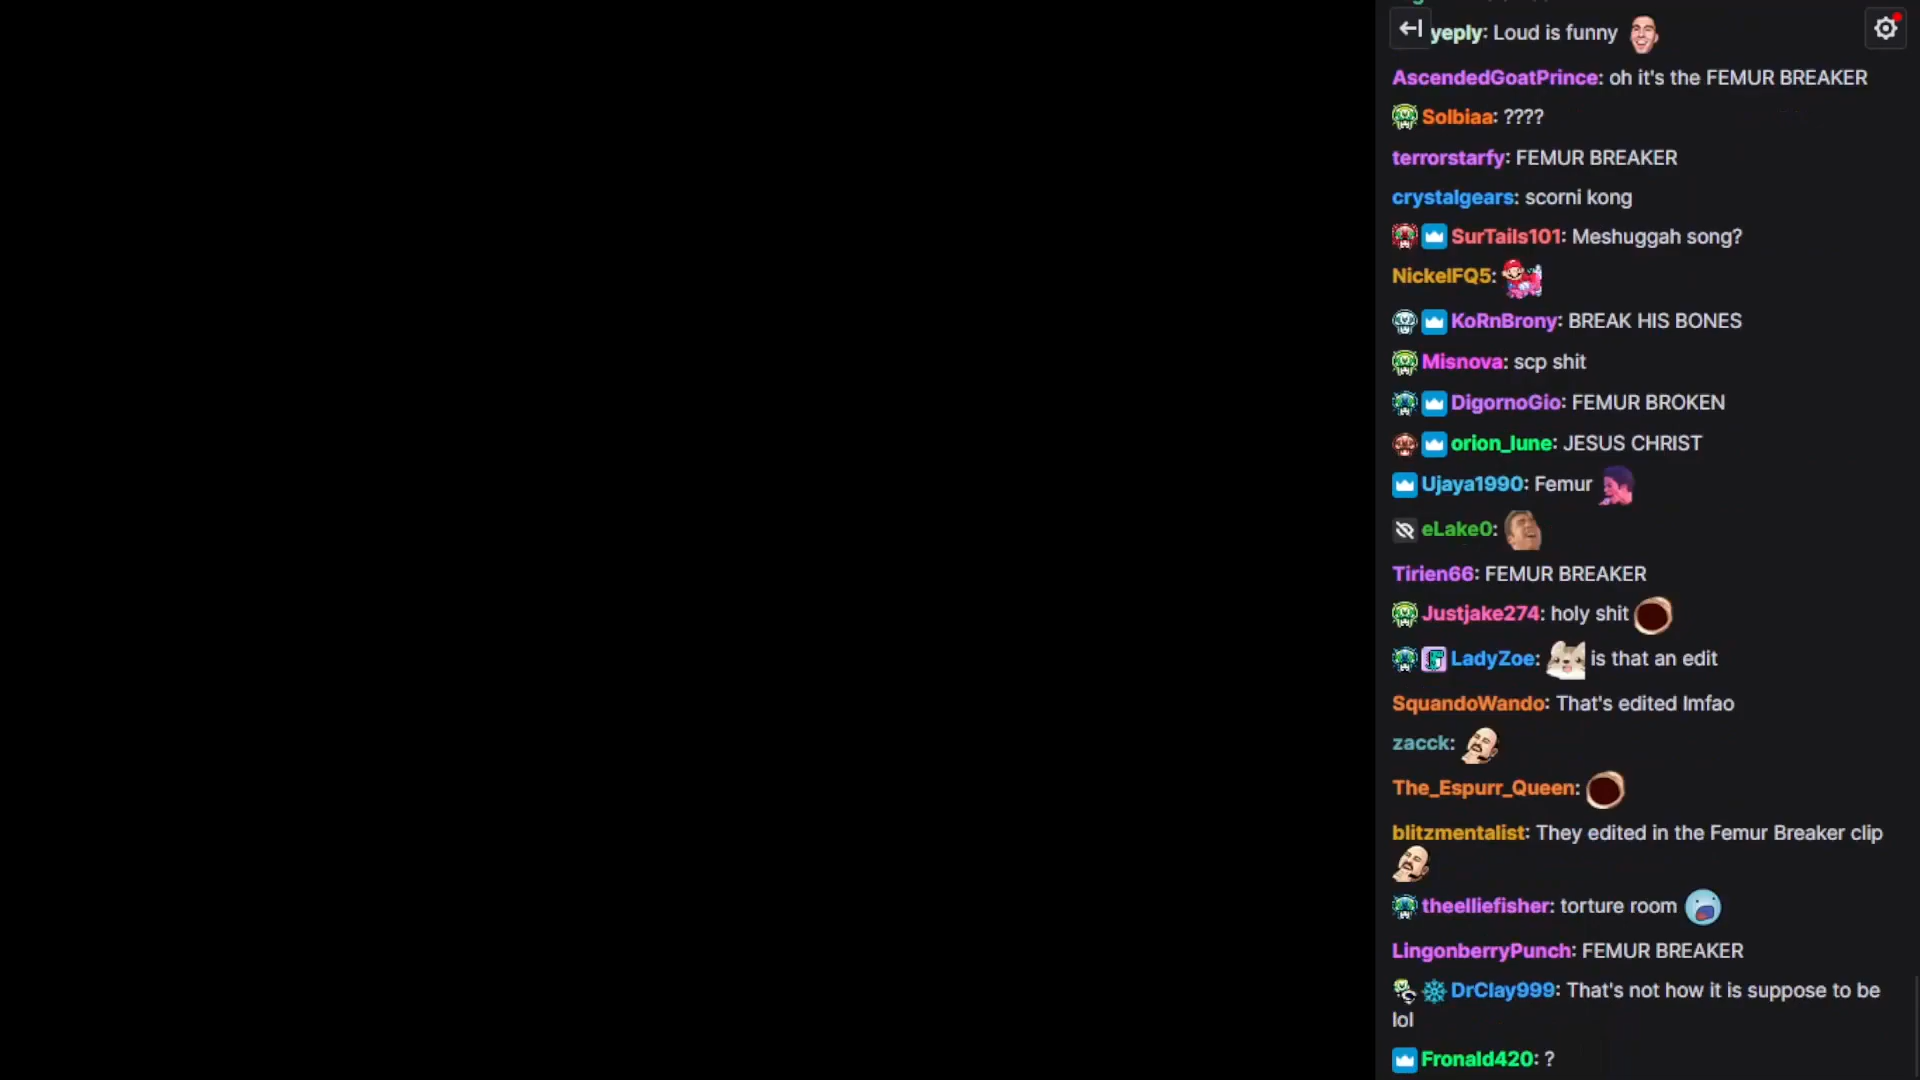 yeply: Loud is funny
AscendedGoatPrince: oh it's the FEMUR BREAKER
Solbiaa: ????
terrorstarfy: FEMUR BREAKER
crystalgears: scorni kong
SurTails101: Meshuggah song?
NickelFQ5:
KoRnBrony: BREAK HIS BONES
Misnova: scp shit
DigornoGio: FEMUR BROKEN
orion_lune: JESUS CHRIST
Ujaya1990: Femur
eLake0:
Tirien66: FEMUR BREAKER
Justjake274: holy shit
LadyZoe: is that an edit
SquandoWando: That's edited lmfao
zacck:
The_Espurr_Queen:
blitzmentalist: They edited in the Femur Breaker clip
theelliefisher: torture room
LingonberryPunch: FEMUR BREAKER
DrClay999: That's not how it is suppose to be
lol
Fronald420: ?